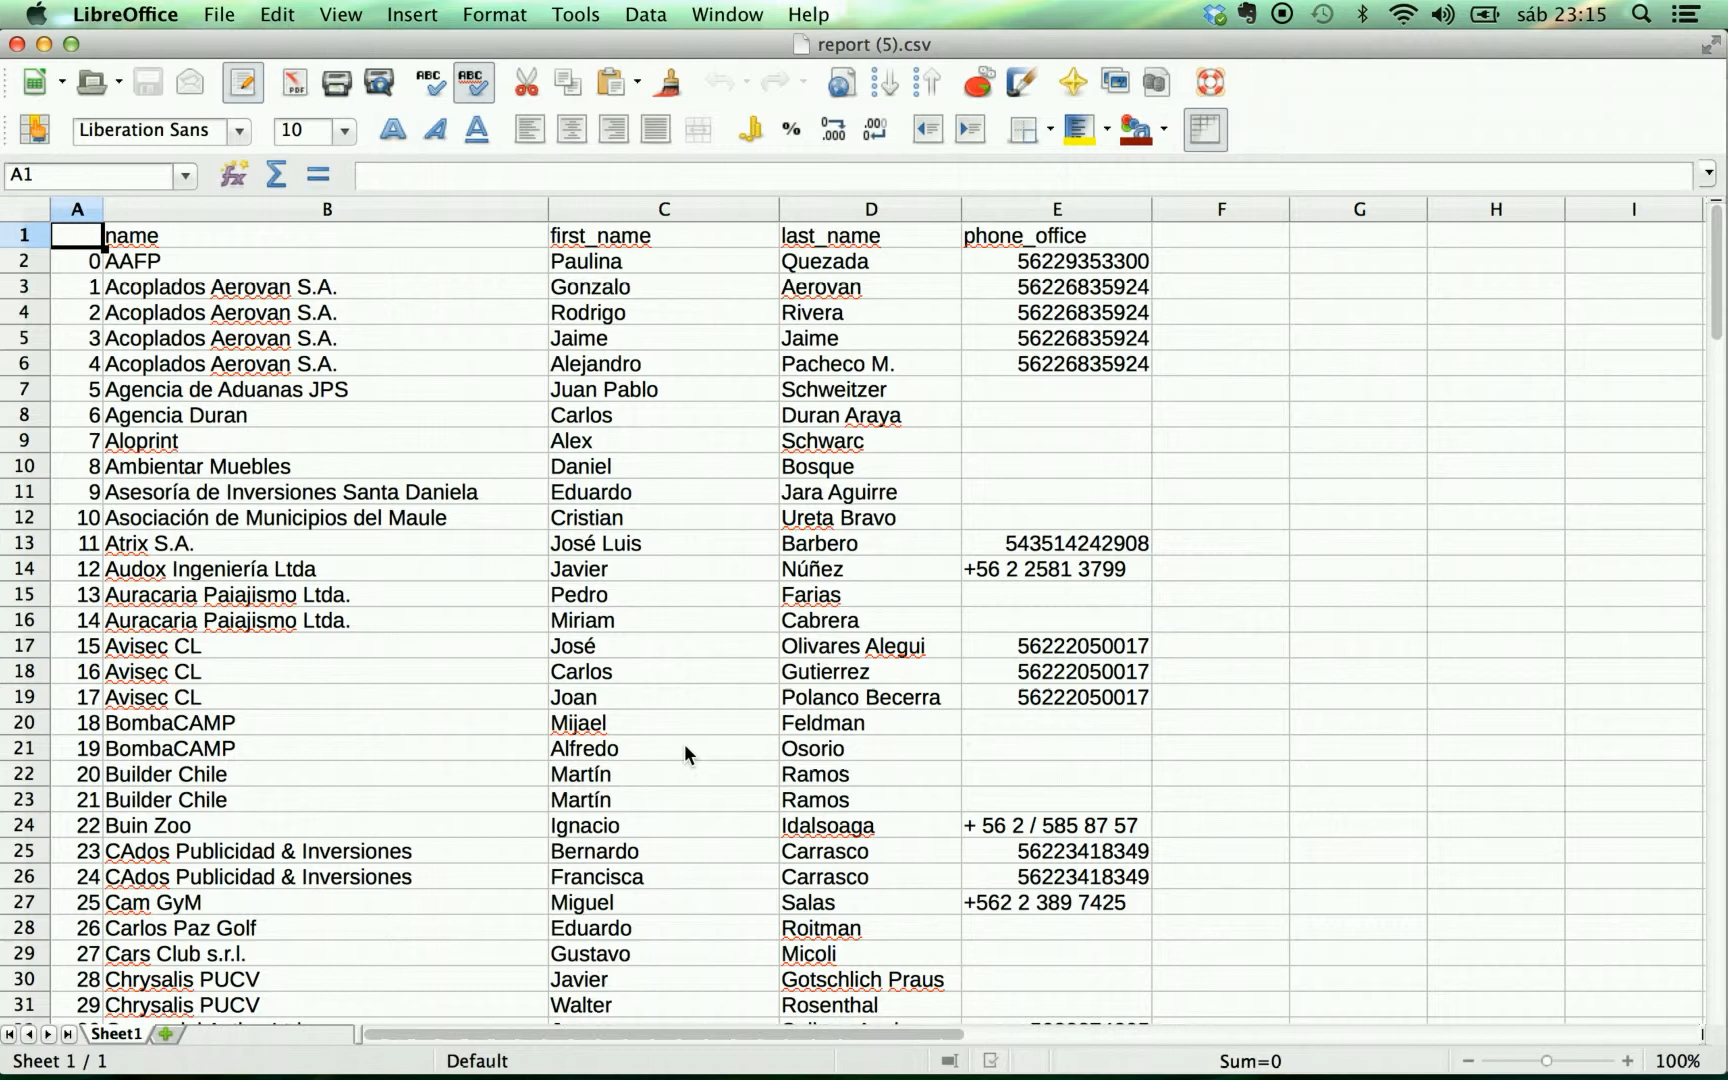 LibreOffice File Edit View Insert Format Tools Data Window Help sáb 23:15
report (5).csv
PDF ABC ABC
Liberation Sans 10 % .000 .000
A1
A B C D E F G H I
1 name first_name last_name phone_office
2 0 AAFP Paulina Quezada 56229353300
3 1 Acoplados Aerovan S.A. Gonzalo Aerovan 56226835924
4 2 Acoplados Aerovan S.A. Rodrigo Rivera 56226835924
5 3 Acoplados Aerovan S.A. Jaime Jaime 56226835924
6 4 Acoplados Aerovan S.A. Alejandro Pacheco M. 56226835924
7 5 Agencia de Aduanas JPS Juan Pablo Schweitzer
8 6 Agencia Duran Carlos Duran Araya
9 7 Aloprint Alex Schwarc
10 8 Ambientar Muebles Daniel Bosque
11 9 Asesoría de Inversiones Santa Daniela Eduardo Jara Aguirre
12 10 Asociación de Municipios del Maule Cristian Ureta Bravo
13 11 Atrix S.A. José Luis Barbero 543514242908
14 12 Audox Ingeniería Ltda Javier Núñez +56 2 2581 3799
15 13 Auracaria Paiajismo Ltda. Pedro Farias
16 14 Auracaria Paiajismo Ltda. Miriam Cabrera
17 15 Avisec CL José Olivares Alegui 56222050017
18 16 Avisec CL Carlos Gutierrez 56222050017
19 17 Avisec CL Joan Polanco Becerra 56222050017
20 18 BombaCAMP Mijael Feldman
21 19 BombaCAMP Alfredo Osorio
22 20 Builder Chile Martín Ramos
23 21 Builder Chile Martín Ramos
24 22 Buin Zoo Ignacio Idalsoaga + 56 2 / 585 87 57
25 23 CAdos Publicidad & Inversiones Bernardo Carrasco 56223418349
26 24 CAdos Publicidad & Inversiones Francisca Carrasco 56223418349
27 25 Cam GyM Miguel Salas +562 2 389 7425
28 26 Carlos Paz Golf Eduardo Roitman
29 27 Cars Club s.r.l. Gustavo Micoli
30 28 Chrysalis PUCV Javier Gotschlich Praus
31 29 Chrysalis PUCV Walter Rosenthal
Sheet1
Sheet 1 / 1 Default Sum=0 100%